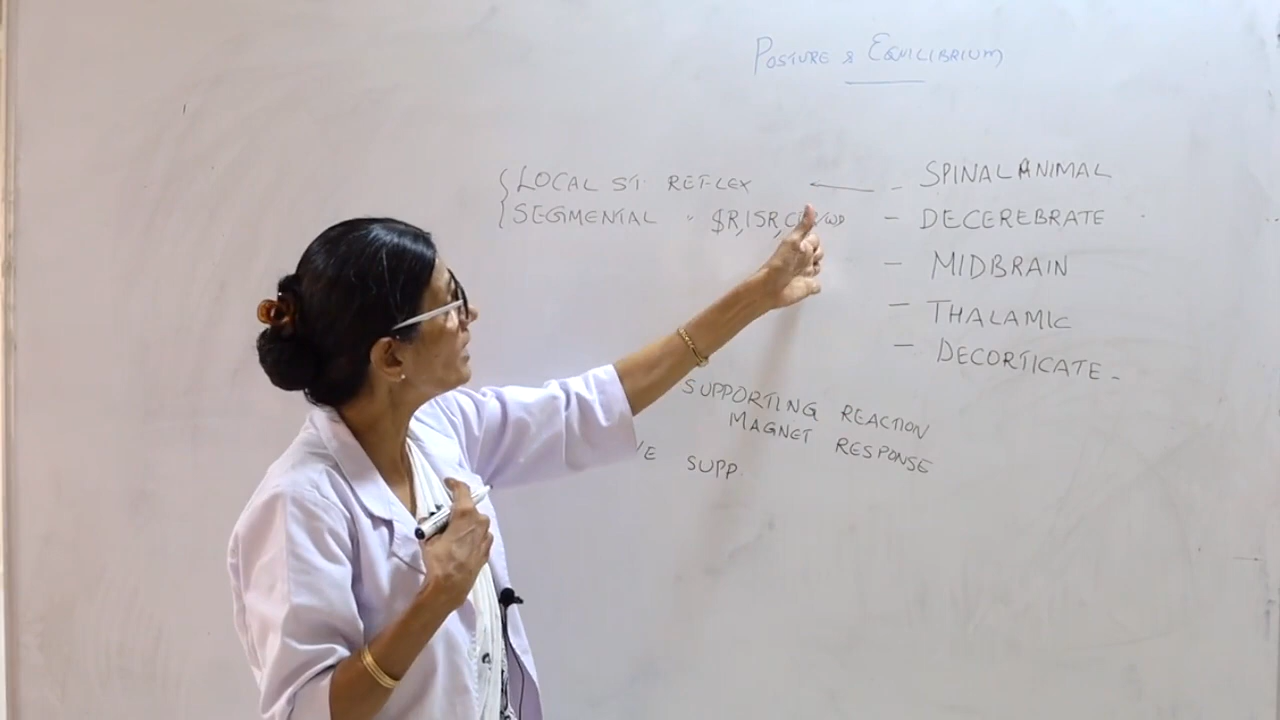 POSTURE & EQUILIBRIUM
LOCAL ST. REFLEX
SEGMENTAL " SR, ISR,
- SPINAL ANIMAL
- DECEREBRATE
- MIDBRAIN
- THALAMIC
- DECORTICATE -
SUPPORTING REACTION
MAGNET RESPONSE
VE SUPP